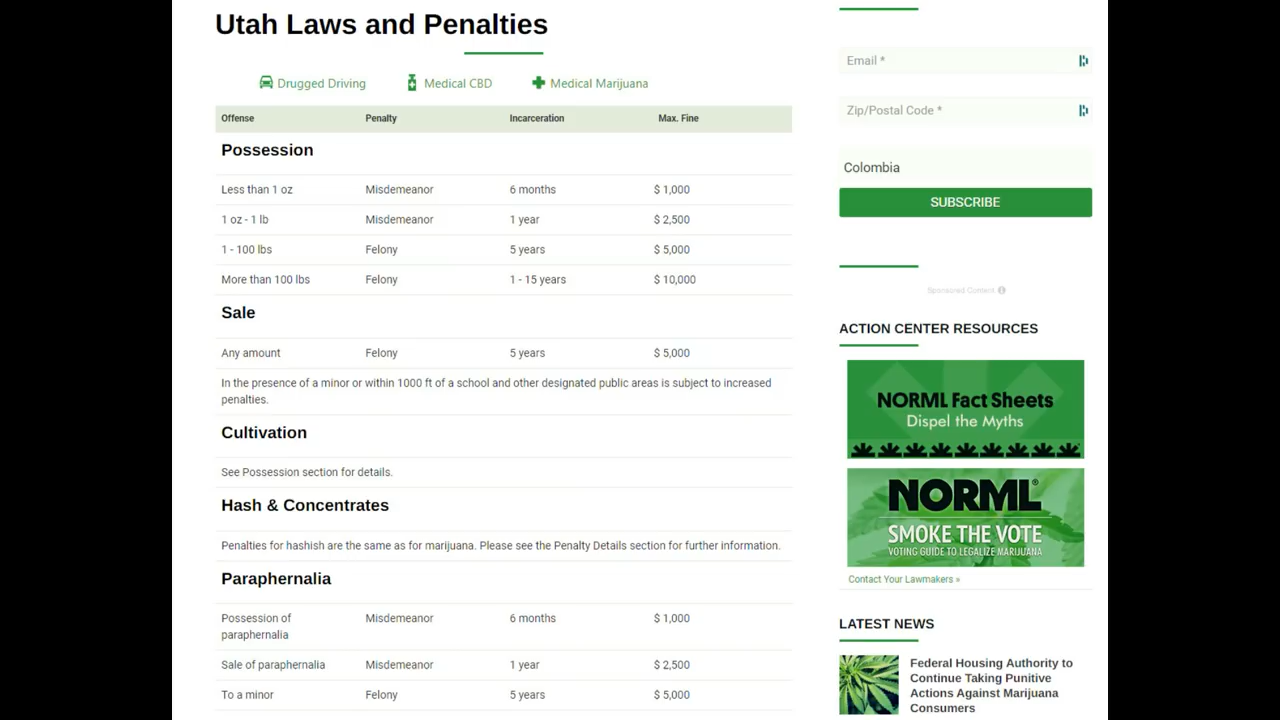 Utah Laws and Penalties
Drugged Driving Medical CBD Medical Marijuana
Offense Penalty Incarceration Max. Fine
Possession
Less than 1 oz Misdemeanor 6 months $ 1,000
1 oz - 1 lb Misdemeanor 1 year $ 2,500
1 - 100 lbs Felony 5 years $ 5,000
More than 100 lbs Felony 1 - 15 years $ 10,000
Sale
Any amount Felony 5 years $ 5,000
In the presence of a minor or within 1000 ft of a school and other designated public areas is subject to increased
penalties.
Cultivation
See Possession section for details.
Hash & Concentrates
Penalties for hashish are the same as for marijuana. Please see the Penalty Details section for further information.
Paraphernalia
Possession of
paraphernalia Misdemeanor 6 months $ 1,000
Sale of paraphernalia Misdemeanor 1 year $ 2,500
To a minor Felony 5 years $ 5,000
Email *
Zip/Postal Code *
Colombia
SUBSCRIBE
Sponsored Content
ACTION CENTER RESOURCES
NORML Fact Sheets
Dispel the Myths
NORML®
SMOKE THE VOTE
VOTING GUIDE TO LEGALIZE MARIJUANA
Contact Your Lawmakers »
LATEST NEWS
Federal Housing Authority to
Continue Taking Punitive
Actions Against Marijuana
Consumers